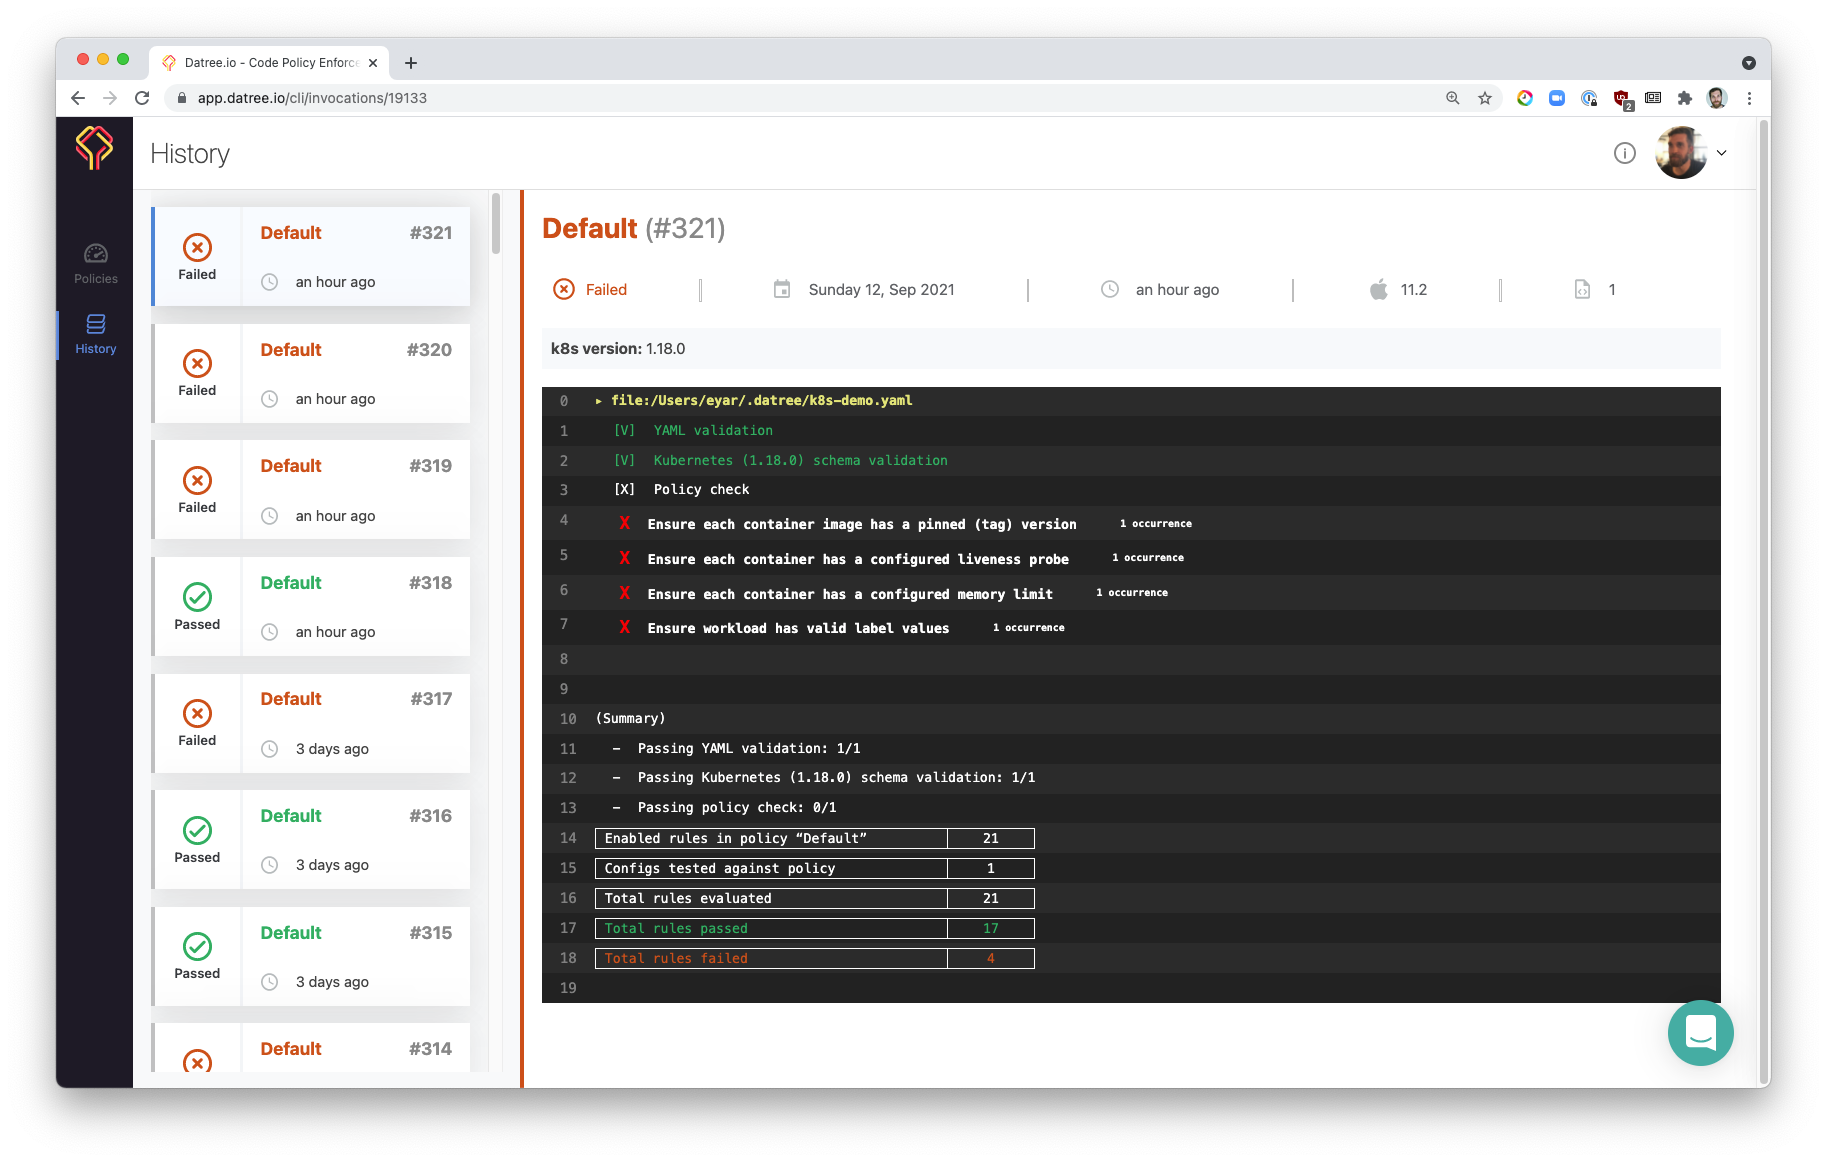 Datree.io - Code Policy Enforce
app.datree.io/cli/invocations/19133
2
History
Policies
History
Default #321
Failed
an hour ago
Default #320
Failed
an hour ago
Default #319
Failed
an hour ago
Default #318
Passed
an hour ago
Default #317
Failed
3 days ago
Default #316
Passed
3 days ago
Default #315
Passed
3 days ago
Default #314
Default (#321)
Failed Sunday 12, Sep 2021 an hour ago 11.2 1
k8s version: 1.18.0
0 ▸ file:/Users/eyar/.datree/k8s-demo.yaml
1 [V] YAML validation
2 [V] Kubernetes (1.18.0) schema validation
3 [X] Policy check
4 X Ensure each container image has a pinned (tag) version 1 occurrence
5 X Ensure each container has a configured liveness probe 1 occurrence
6 X Ensure each container has a configured memory limit 1 occurrence
7 X Ensure workload has valid label values 1 occurrence
8
9
10 (Summary)
11 - Passing YAML validation: 1/1
12 - Passing Kubernetes (1.18.0) schema validation: 1/1
13 - Passing policy check: 0/1
14 Enabled rules in policy “Default” 21
15 Configs tested against policy 1
16 Total rules evaluated 21
17 Total rules passed 17
18 Total rules failed 4
19